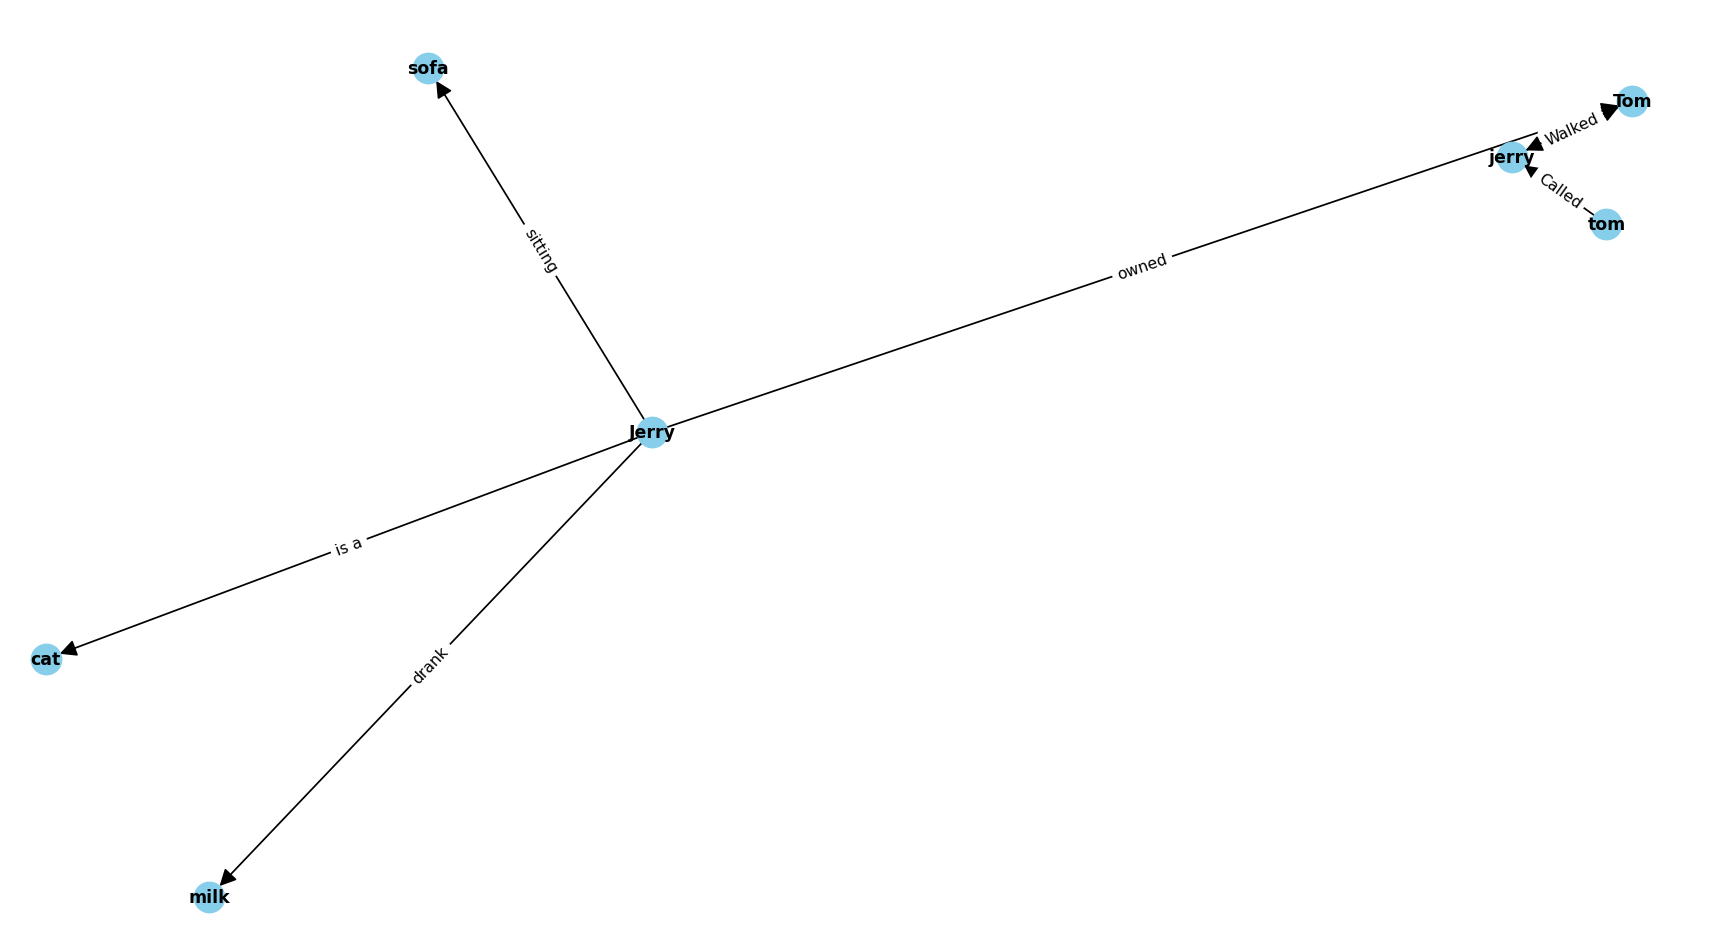 sofa
Tom
Walked
jerry
Called
tom
sitting
owned
Jerry
is a
cat
drank
milk